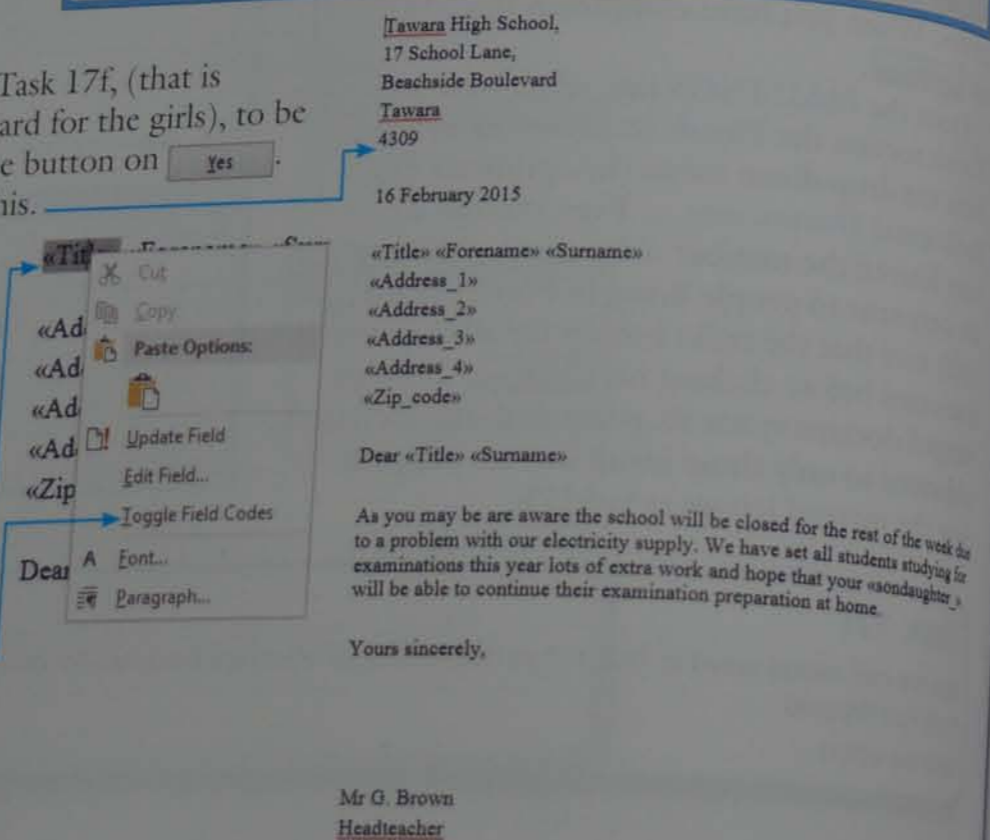 Task 17f, (that is
ard for the girls), to be
e button on Yes .
nis.
«Tit
«Ad
«Ad
«Ad
«Ad
«Zip
Dear
Cut
Copy
Paste Options:
Update Field
Edit Field...
Toggle Field Codes
A Font...
Paragraph...
Tawara High School,
17 School Lane,
Beachside Boulevard
Tawara
4309
16 February 2015
«Title» «Forename» «Surname»
«Address_1»
«Address_2»
«Address_3»
«Address_4»
«Zip_code»
Dear «Title» «Surname»
As you may be are aware the school will be closed for the rest of the week due
to a problem with our electricity supply. We have set all students studying for
examinations this year lots of extra work and hope that your «sondaughter_»
will be able to continue their examination preparation at home.
Yours sincerely,
Mr G. Brown
Headteacher